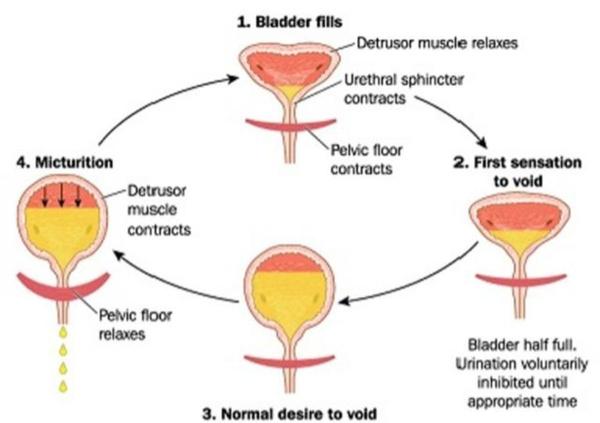 1. Bladder fills
Detrusor muscle relaxes
Urethral sphincter
contracts
Pelvic floor
contracts
2. First sensation
to void
Bladder half full.
Urination voluntarily
inhibited until
appropriate time
3. Normal desire to void
4. Micturition
Detrusor
muscle
contracts
Pelvic floor
relaxes